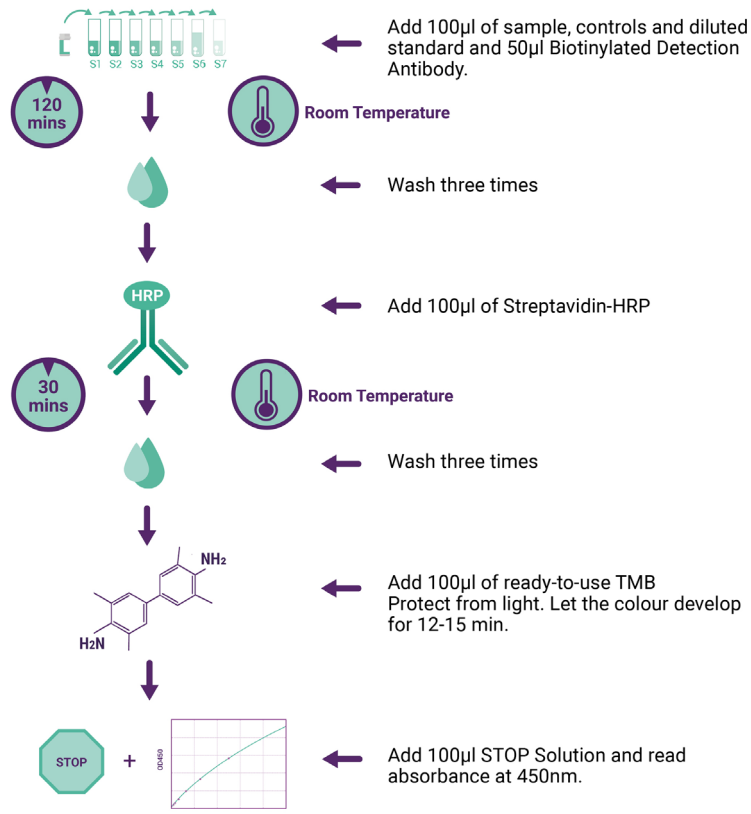 Add 100µl of sample, controls and diluted
standard and 50µl Biotinylated Detection
Antibody.
S1 S2 S3 S4 S5 S6 S7
120
mins
Room Temperature
Wash three times
HRP
Add 100µl of Streptavidin-HRP
30
mins
Room Temperature
Wash three times
NH₂
H₂N
Add 100µl of ready-to-use TMB
Protect from light. Let the colour develop
for 12-15 min.
STOP
+
OD450
Add 100µl STOP Solution and read
absorbance at 450nm.